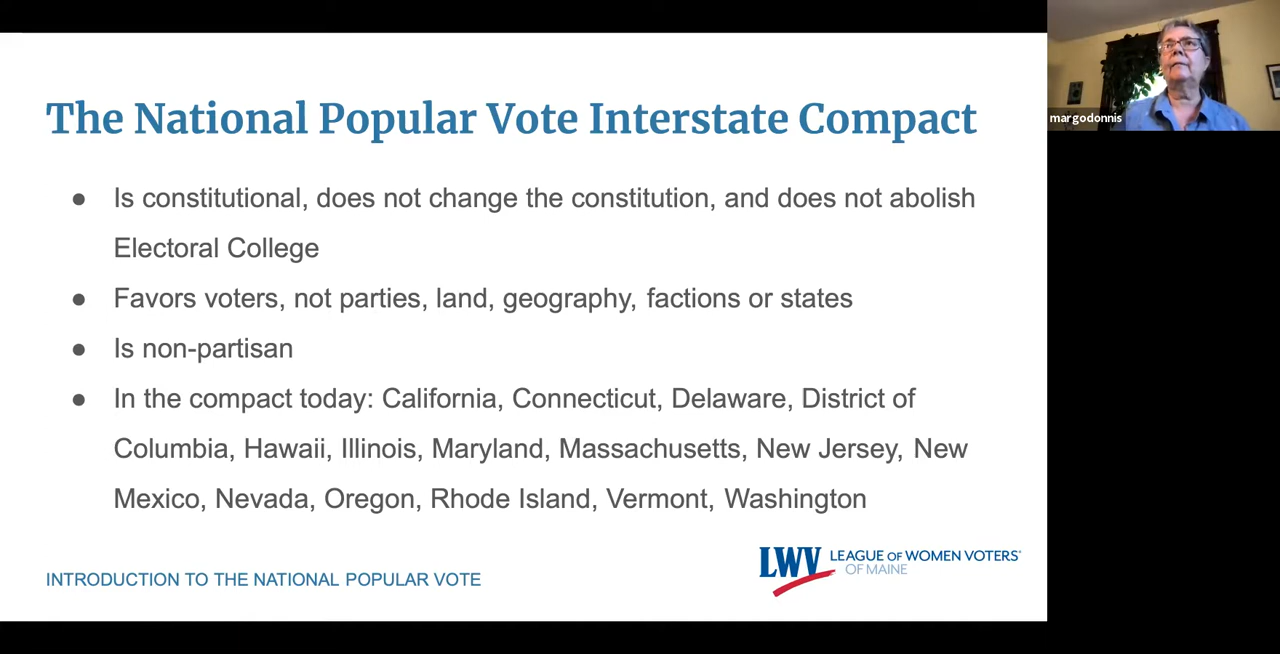 The National Popular Vote Interstate Compact
● Is constitutional, does not change the constitution, and does not abolish
Electoral College
● Favors voters, not parties, land, geography, factions or states
● Is non-partisan
● In the compact today: California, Connecticut, Delaware, District of
Columbia, Hawaii, Illinois, Maryland, Massachusetts, New Jersey, New
Mexico, Nevada, Oregon, Rhode Island, Vermont, Washington
INTRODUCTION TO THE NATIONAL POPULAR VOTE
LWV LEAGUE OF WOMEN VOTERS®
OF MAINE
margodonnis